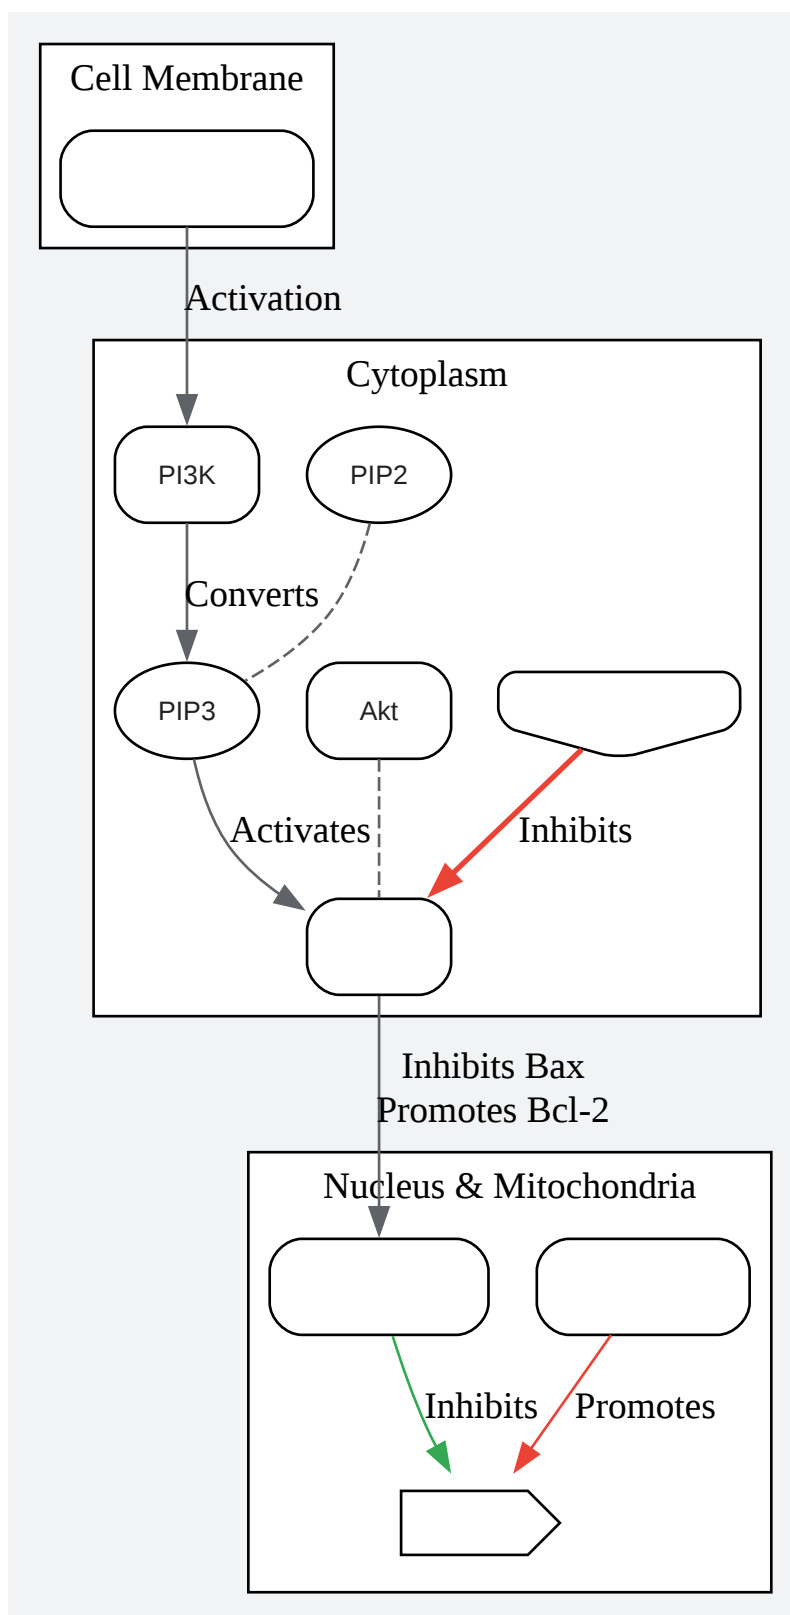 Cell Membrane
Activation
Cytoplasm
PI3K
PIP2
Converts
PIP3
Akt
Activates
Inhibits
Inhibits Bax
Promotes Bcl-2
Nucleus & Mitochondria
Inhibits
Promotes